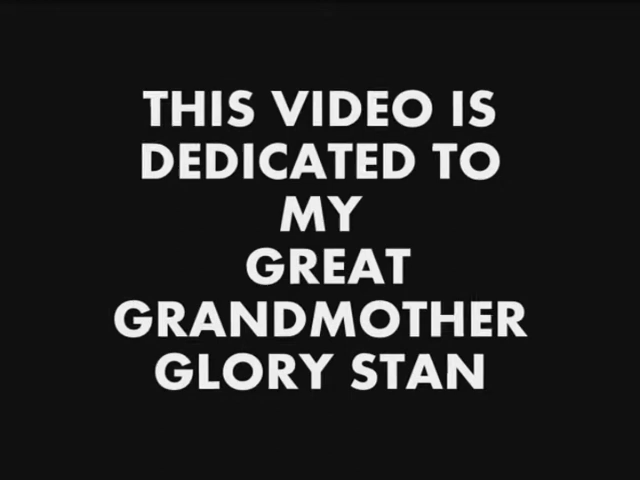 THIS VIDEO IS
DEDICATED TO
MY
GREAT
GRANDMOTHER
GLORY STAN